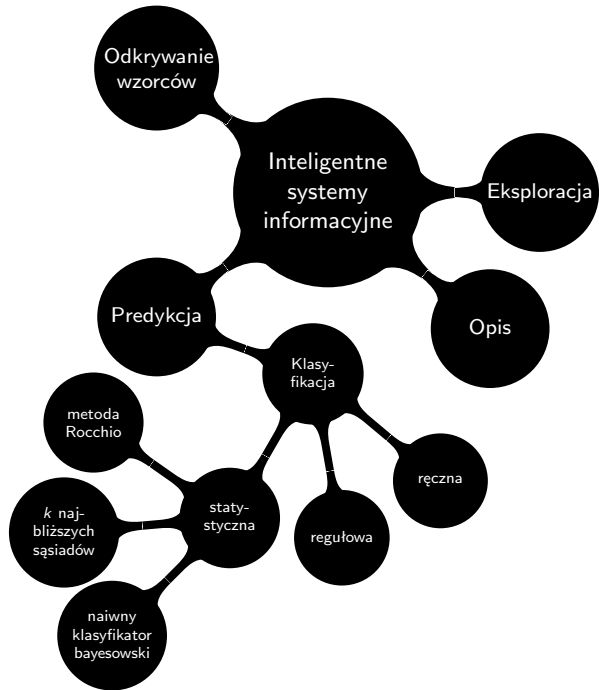 Odkrywanie
wzorców
Inteligentne
systemy
informacyjne
Eksploracja
Predykcja
Opis
Klasy-
fikacja
metoda
Rocchio
ręczna
k naj-
bliższych
sąsiadów
staty-
styczna
regułowa
naiwny
klasyfikator
bayesowski